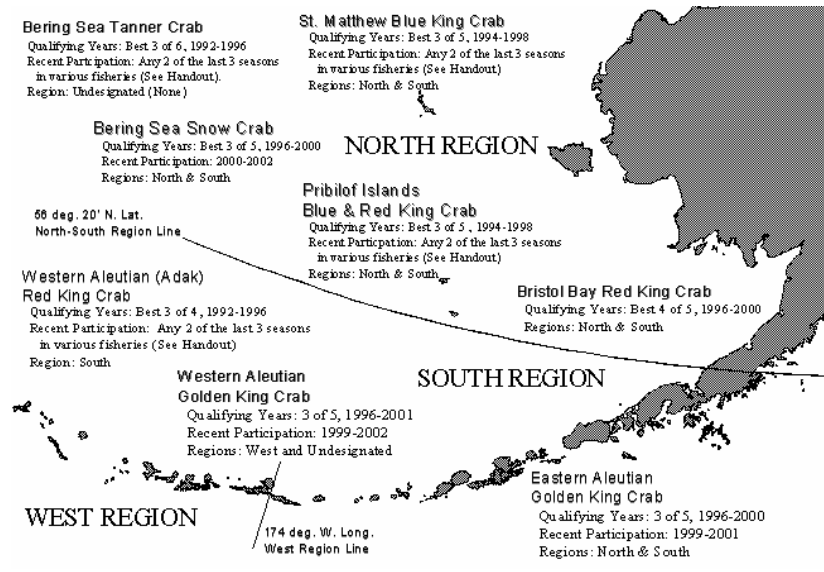 Bering Sea Tanner Crab
Qualifying Years: Best 3 of 6, 1992-1996
Recent Participation: Any 2 of the last 3 seasons
in various fisheries (See Handout).
Region: Undesignated (None)
St. Matthew Blue King Crab
Qualifying Years: Best 3 of 5, 1994-1998
Recent Participation: Any 2 of the last 3 seasons
in various fisheries (See Handout)
Regions: North & South
Bering Sea Snow Crab
Qualifying Years: Best 3 of 5, 1996-2000
Recent Participation: 2000-2002
Regions: North & South
NORTH REGION
Pribilof Islands
Blue & Red King Crab
Qualifying Years: Best 3 of 5, 1994-1998
Recent Partcpation: Any 2 of the last 3 seasons
in various fisheries (See Handout)
Regions: North & South
56 deg. 20' N. Lat.
North-South Region Line
Western Aleutian (Adak)
Red King Crab
Qualifying Years: Best 3 of 4, 1992-1996
Recent Participation: Any 2 of the last 3 seasons
in various fisheries (See Handout)
Region: South
Bristol Bay Red King Crab
Qualifying Years: Best 4 of 5, 1996-2000
Regions: North & South
SOUTH REGION
Western Aleutian
Golden King Crab
Qualifying Years: 3 of 5, 1996-2001
Recent Participation: 1999-2002
Regions: West and Undesignated
Eastern Aleutian
Golden King Crab
Qualifying Years: 3 of 5, 1996-2000
Recent Participation: 1999-2001
Regions: North & South
WEST REGION
174 deg. W. Long.
West Region Line.